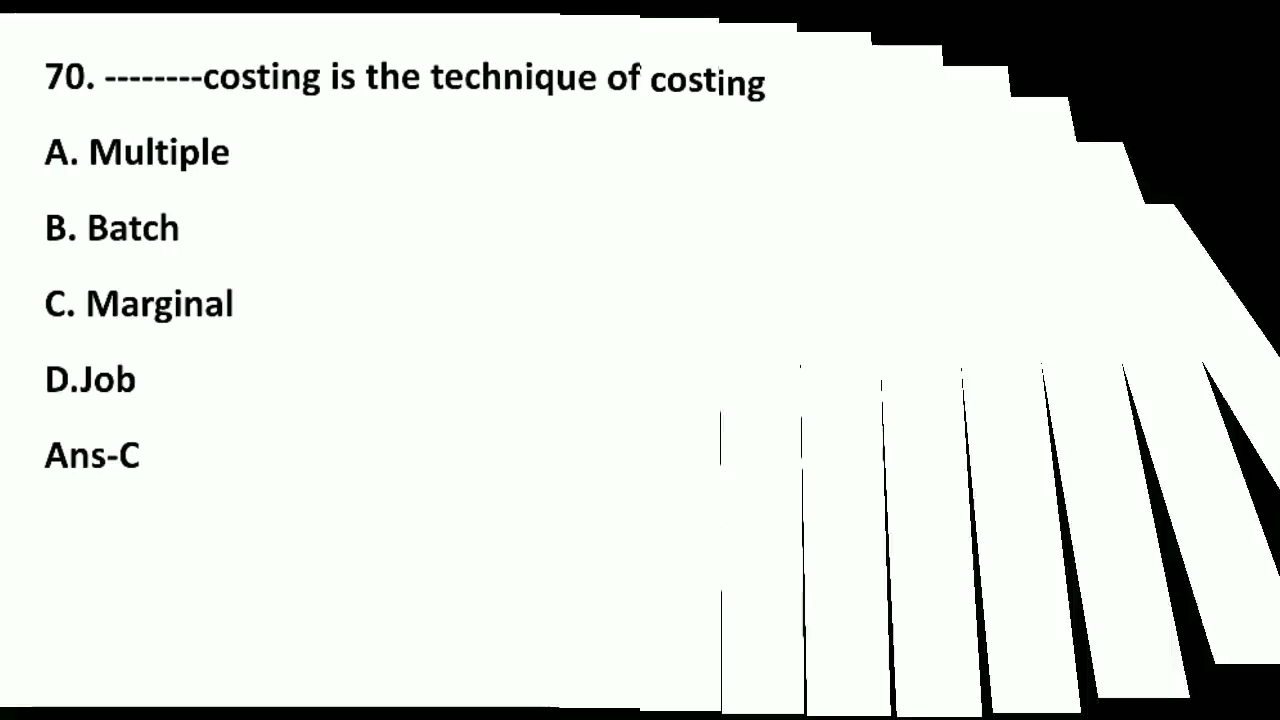 70. --------costing is the technique of costing
A. Multiple
B. Batch
C. Marginal
D.Job
Ans-C